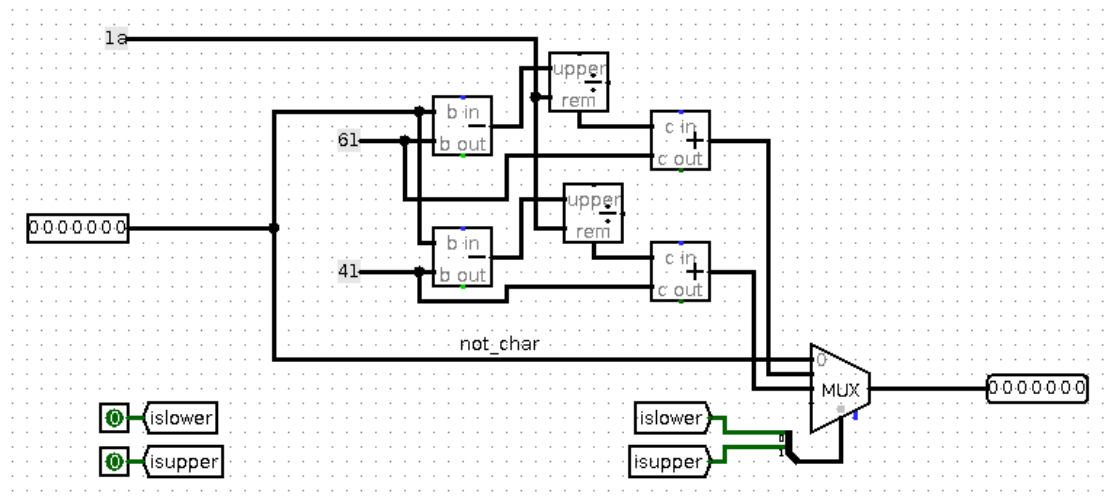 1a
upper
÷
rem
b in
−
b out
c in
+
c out
61
0000000
upper
÷
rem
b in
−
b out
c in
+
c out
41
not_char
0
MUX
0000000
0 islower
islower
0
1
0 isupper
isupper